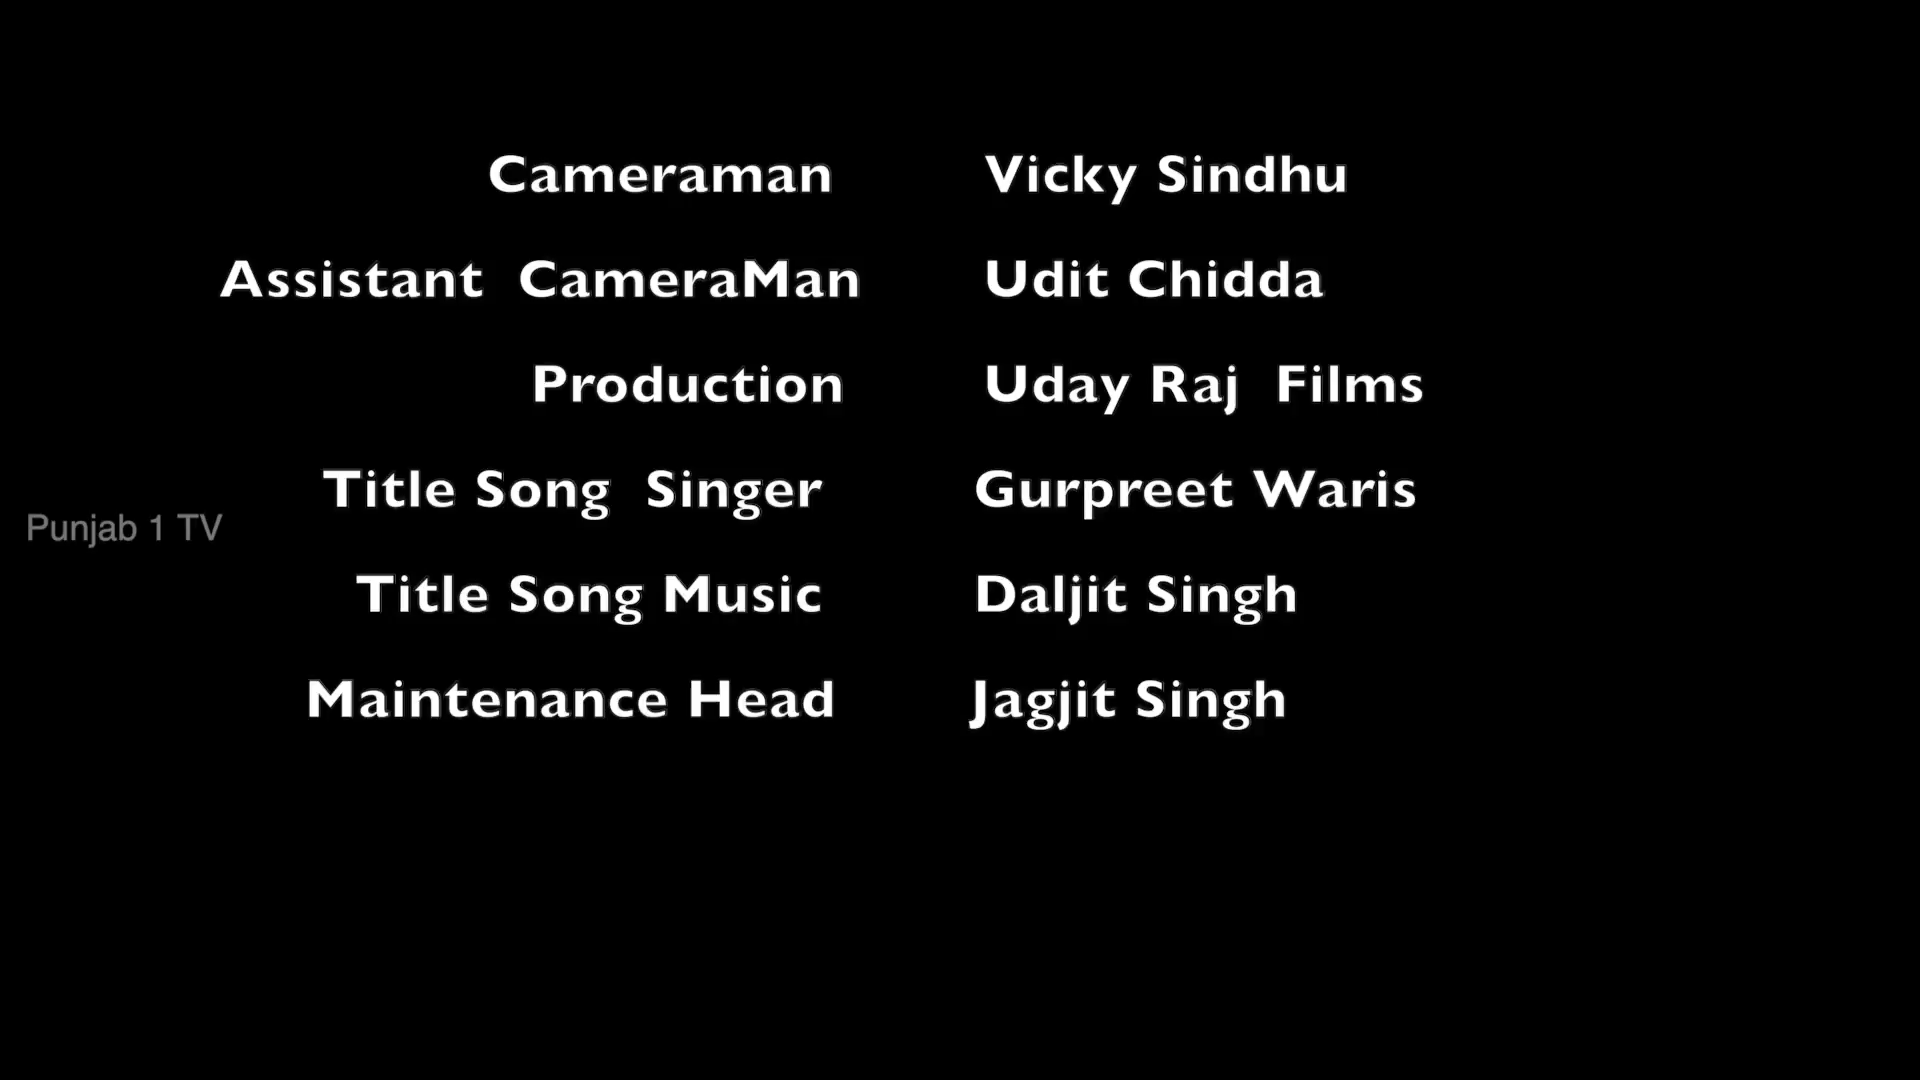 Cameraman Vicky Sindhu
Assistant CameraMan Udit Chidda
Production Uday Raj Films
Title Song Singer Gurpreet Waris
Punjab 1 TV
Title Song Music Daljit Singh
Maintenance Head Jagjit Singh